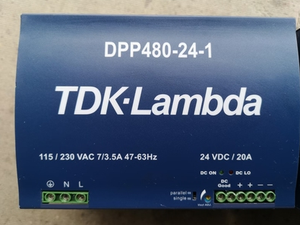 DPP480-24-1
TDK·Lambda
115 / 230 VAC 7/3.5A 47-63Hz
24 VDC / 20A
DC ON DC LO
DC Good + + − −
parallel
single
N L